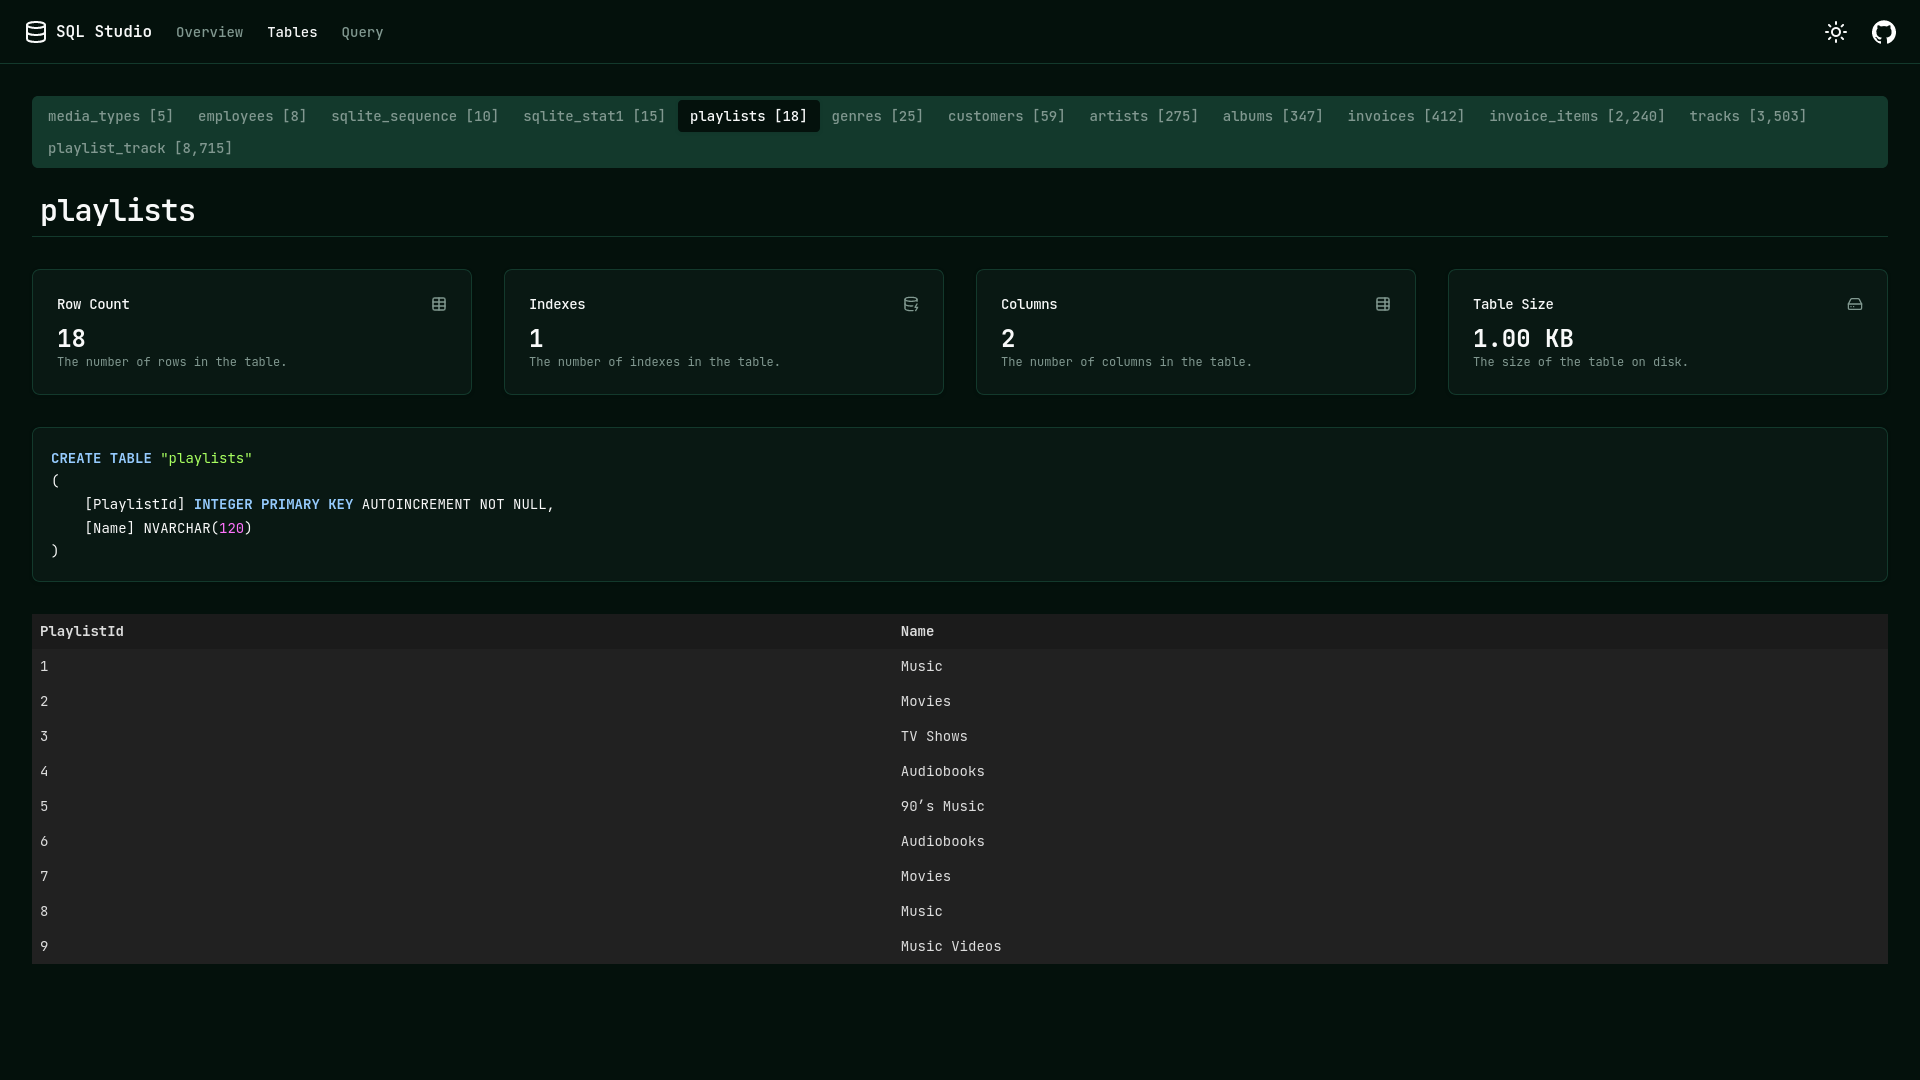 SQL Studio Overview Tables Query
media_types [5] employees [8] sqlite_sequence [10] sqlite_stat1 [15] playlists [18] genres [25] customers [59] artists [275] albums [347] invoices [412] invoice_items [2,240] tracks [3,503]
playlist_track [8,715]
playlists
Row Count
18
The number of rows in the table.
Indexes
1
The number of indexes in the table.
Columns
2
The number of columns in the table.
Table Size
1.00 KB
The size of the table on disk.
CREATE TABLE "playlists"
(
    [PlaylistId] INTEGER PRIMARY KEY AUTOINCREMENT NOT NULL,
    [Name] NVARCHAR(120)
)
PlaylistId Name
1 Music
2 Movies
3 TV Shows
4 Audiobooks
5 90’s Music
6 Audiobooks
7 Movies
8 Music
9 Music Videos